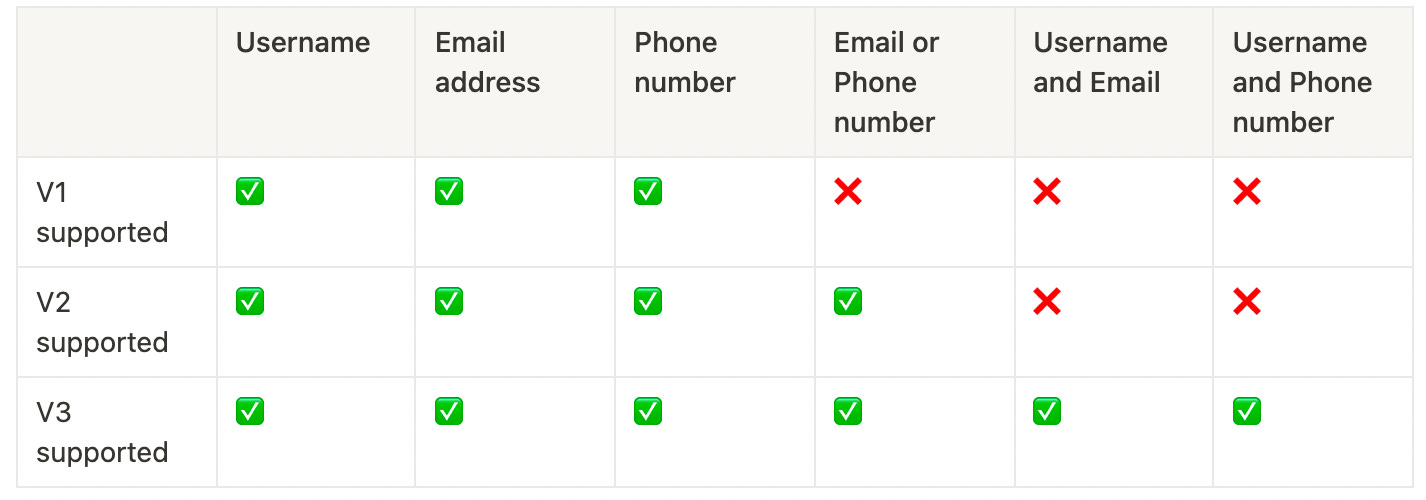 Username
Email
address
Phone
number
Email or
Phone
number
Username
and Email
Username
and Phone
number
V1
supported
✅ ✅ ✅ ❌ ❌ ❌
V2
supported
✅ ✅ ✅ ✅ ❌ ❌
V3
supported
✅ ✅ ✅ ✅ ✅ ✅